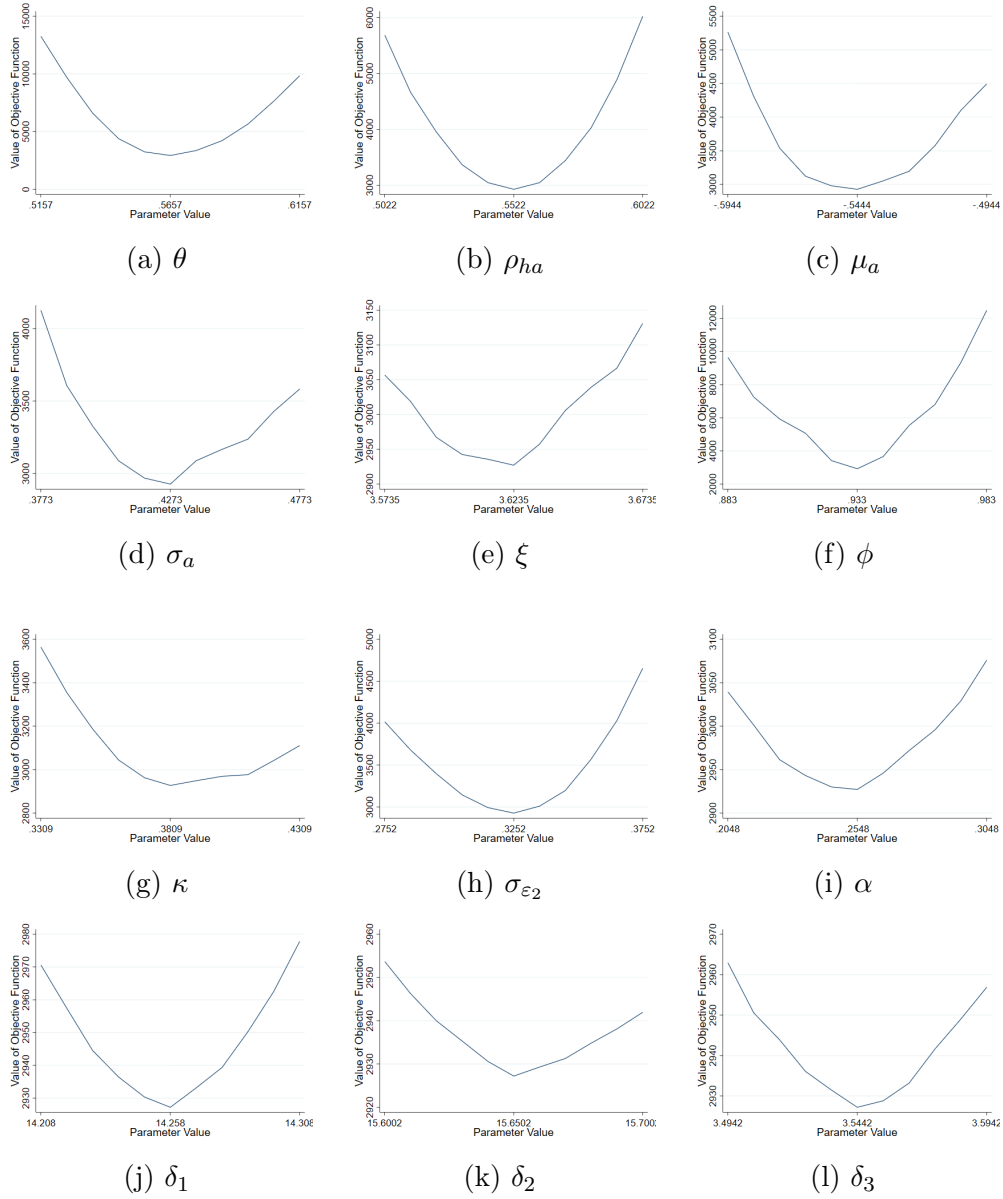 Value of Objective Function
15000
10000
5000
0
.5157 .5657 .6157
Parameter Value
(a) θ
Value of Objective Function
6000
5000
4000
3000
.5022 .5522 .6022
Parameter Value
(b) ρha
Value of Objective Function
5500
5000
4500
4000
3500
3000
-.5944 -.5444 -.4944
Parameter Value
(c) μa
Value of Objective Function
4000
3500
3000
.3773 .4273 .4773
Parameter Value
(d) σa
Value of Objective Function
3150
3100
3050
3000
2950
2900
3.5735 3.6235 3.6735
Parameter Value
(e) ξ
Value of Objective Function
12000
10000
8000
6000
4000
2000
.883 .933 .983
Parameter Value
(f) ϕ
Value of Objective Function
3600
3400
3200
3000
2800
.3309 .3809 .4309
Parameter Value
(g) κ
Value of Objective Function
5000
4500
4000
3500
3000
.2752 .3252 .3752
Parameter Value
(h) σε2
Value of Objective Function
3100
3050
3000
2950
2900
.2048 .2548 .3048
Parameter Value
(i) α
Value of Objective Function
2980
2970
2960
2950
2940
2930
14.208 14.258 14.308
Parameter Value
(j) δ1
Value of Objective Function
2960
2950
2940
2930
2920
15.6002 15.6502 15.7002
Parameter Value
(k) δ2
Value of Objective Function
2970
2960
2950
2940
2930
3.4942 3.5442 3.5942
Parameter Value
(l) δ3